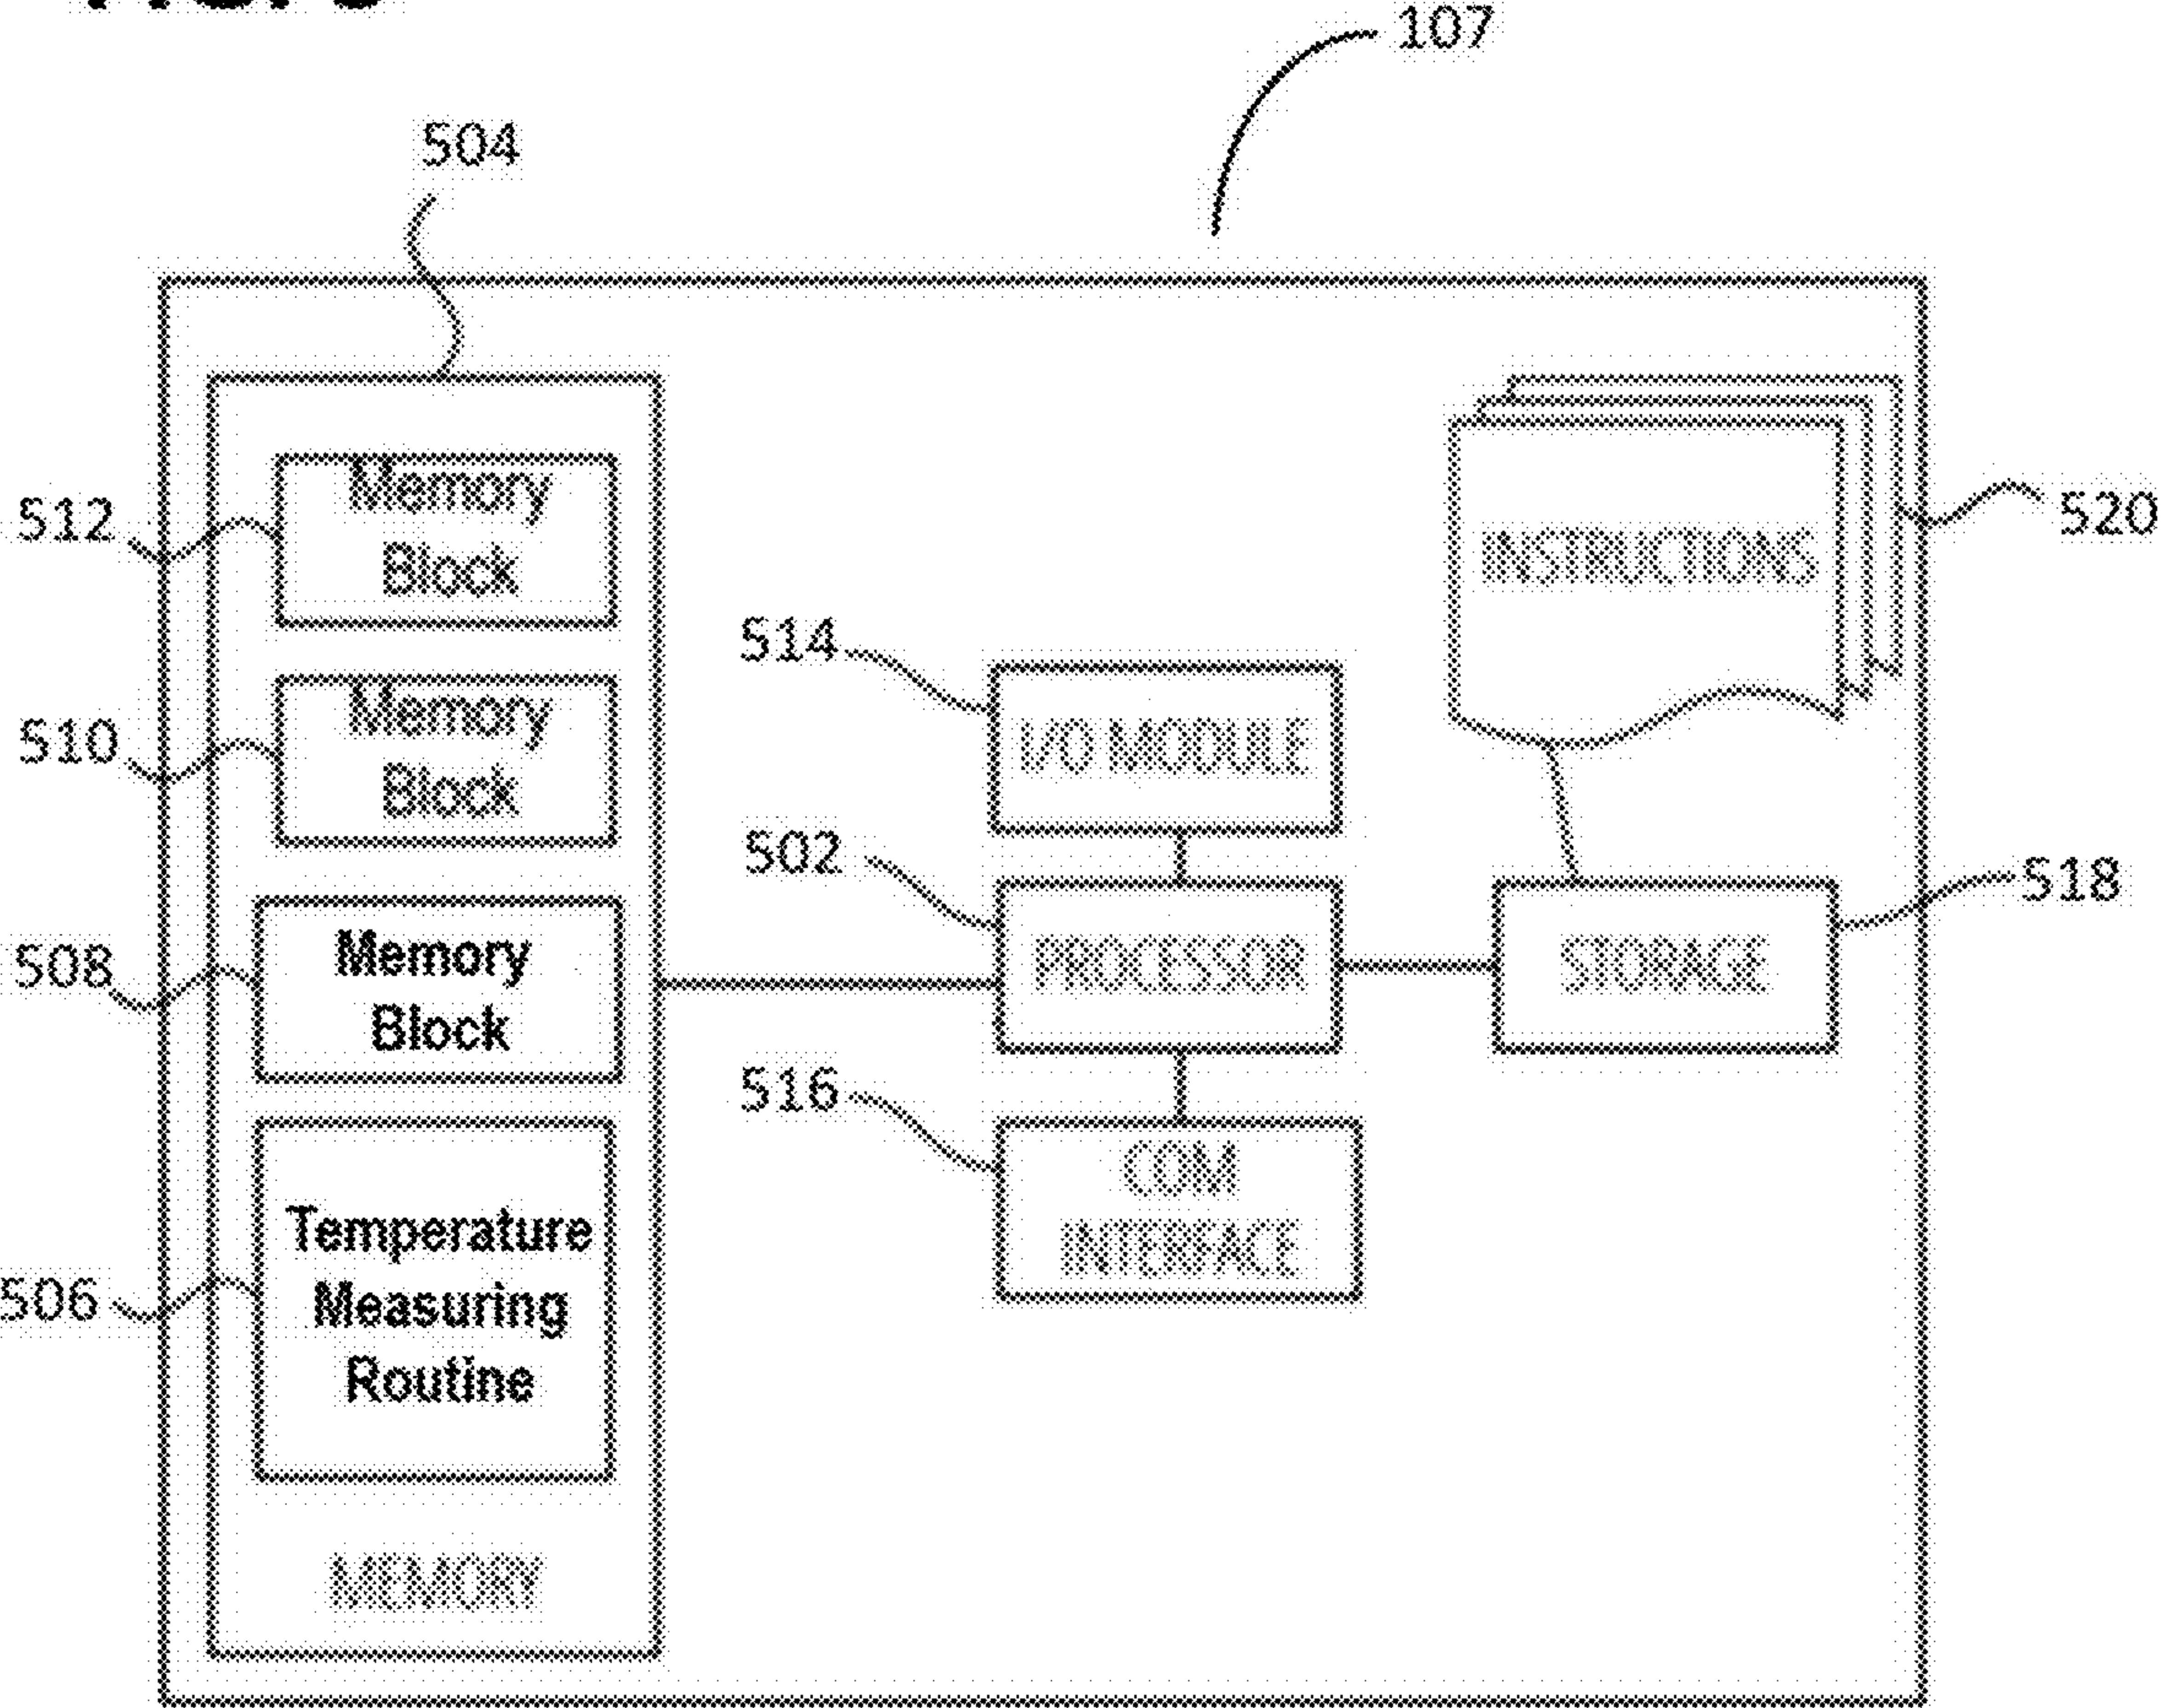 107
504
Memory
Block
512
INSTRUCTIONS
520
514
I/O MODULE
Memory
Block
510
502
PROCESSOR
STORAGE
518
Memory
Block
508
516
COM
INTERFACE
Temperature
Measuring
Routine
506
MEMORY